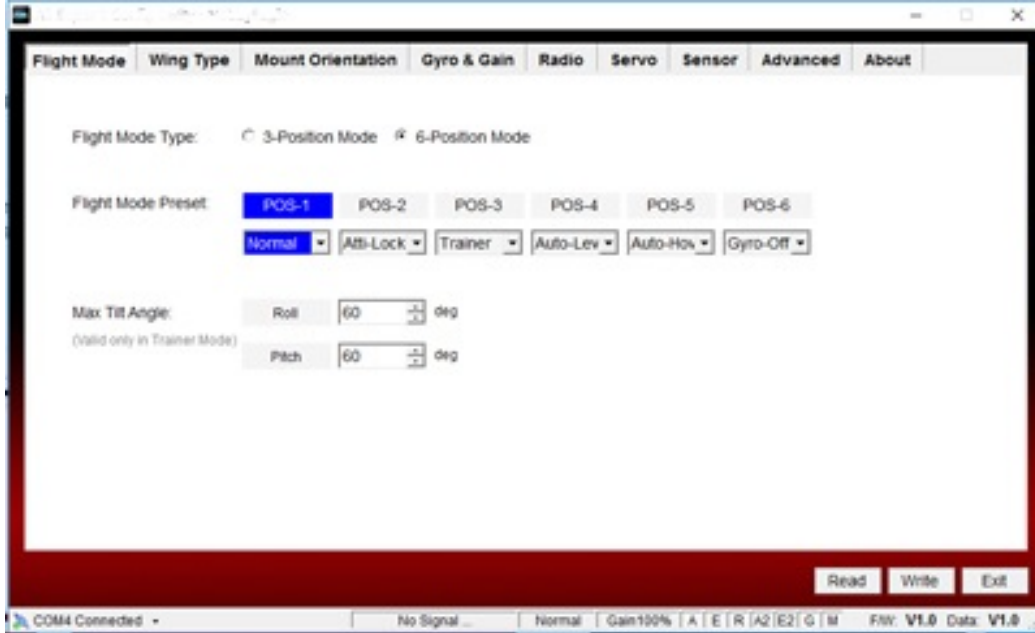 Flight Mode Wing Type Mount Orientation Gyro & Gain Radio Servo Sensor Advanced About
Flight Mode Type: 3-Position Mode 6-Position Mode
Flight Mode Preset: POS-1 POS-2 POS-3 POS-4 POS-5 POS-6
Normal Atti-Lock Trainer Auto-Lev Auto-Hov Gyro-Off
Max Tilt Angle: Roll 60 deg
(Valid only in Trainer Mode)
Pitch 60 deg
Read Write Exit
COM4 Connected No Signal ... Normal Gain100% A E R A2 E2 G M F/W: V1.0 Data: V1.0